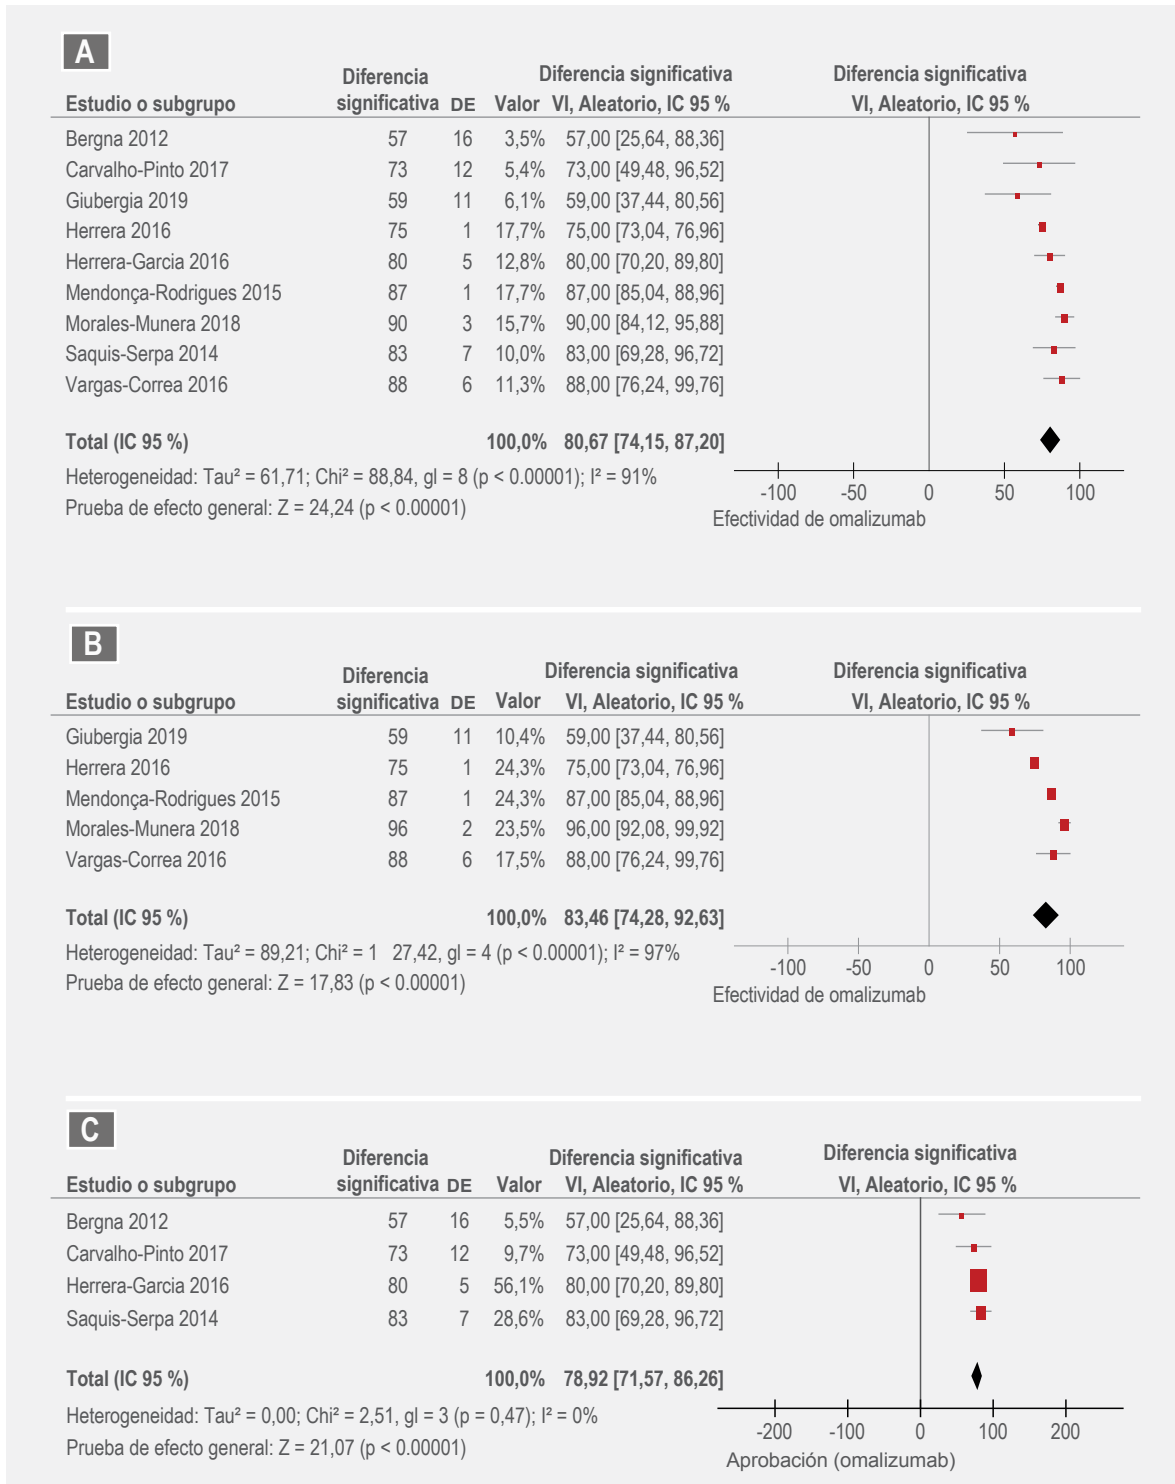 A
Diferencia Diferencia significativa Diferencia significativa
Estudio o subgrupo significativa DE Valor VI, Aleatorio, IC 95 % VI, Aleatorio, IC 95 %
Bergna 2012 57 16 3,5% 57,00 [25,64, 88,36]
Carvalho-Pinto 2017 73 12 5,4% 73,00 [49,48, 96,52]
Giubergia 2019 59 11 6,1% 59,00 [37,44, 80,56]
Herrera 2016 75 1 17,7% 75,00 [73,04, 76,96]
Herrera-Garcia 2016 80 5 12,8% 80,00 [70,20, 89,80]
Mendonça-Rodrigues 2015 87 1 17,7% 87,00 [85,04, 88,96]
Morales-Munera 2018 90 3 15,7% 90,00 [84,12, 95,88]
Saquis-Serpa 2014 83 7 10,0% 83,00 [69,28, 96,72]
Vargas-Correa 2016 88 6 11,3% 88,00 [76,24, 99,76]
Total (IC 95 %) 100,0% 80,67 [74,15, 87,20]
Heterogeneidad: Tau² = 61,71; Chi² = 88,84, gl = 8 (p < 0.00001); I² = 91%
Prueba de efecto general: Z = 24,24 (p < 0.00001)
-100 -50 0 50 100
Efectividad de omalizumab
B
Diferencia Diferencia significativa Diferencia significativa
Estudio o subgrupo significativa DE Valor VI, Aleatorio, IC 95 % VI, Aleatorio, IC 95 %
Giubergia 2019 59 11 10,4% 59,00 [37,44, 80,56]
Herrera 2016 75 1 24,3% 75,00 [73,04, 76,96]
Mendonça-Rodrigues 2015 87 1 24,3% 87,00 [85,04, 88,96]
Morales-Munera 2018 96 2 23,5% 96,00 [92,08, 99,92]
Vargas-Correa 2016 88 6 17,5% 88,00 [76,24, 99,76]
Total (IC 95 %) 100,0% 83,46 [74,28, 92,63]
Heterogeneidad: Tau² = 89,21; Chi² = 1 27,42, gl = 4 (p < 0.00001); I² = 97%
Prueba de efecto general: Z = 17,83 (p < 0.00001)
-100 -50 0 50 100
Efectividad de omalizumab
C
Diferencia Diferencia significativa Diferencia significativa
Estudio o subgrupo significativa DE Valor VI, Aleatorio, IC 95 % VI, Aleatorio, IC 95 %
Bergna 2012 57 16 5,5% 57,00 [25,64, 88,36]
Carvalho-Pinto 2017 73 12 9,7% 73,00 [49,48, 96,52]
Herrera-Garcia 2016 80 5 56,1% 80,00 [70,20, 89,80]
Saquis-Serpa 2014 83 7 28,6% 83,00 [69,28, 96,72]
Total (IC 95 %) 100,0% 78,92 [71,57, 86,26]
Heterogeneidad: Tau² = 0,00; Chi² = 2,51, gl = 3 (p = 0,47); I² = 0%
Prueba de efecto general: Z = 21,07 (p < 0.00001)
-200 -100 0 100 200
Aprobación (omalizumab)